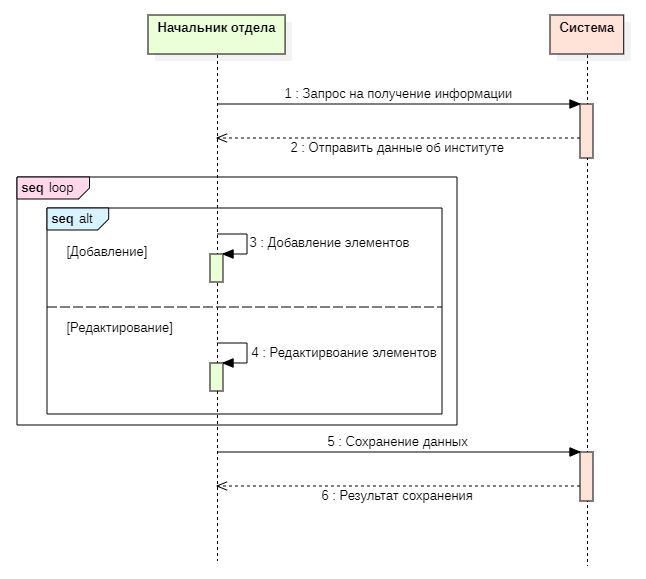 Начальник отдела
Система
1 : Запрос на получение информации
2 : Отправить данные об институте
seq loop
seq alt
3 : Добавление элементов
[Добавление]
[Редактирование]
4 : Редактирвоание элементов
5 : Сохранение данных
6 : Результат сохранения